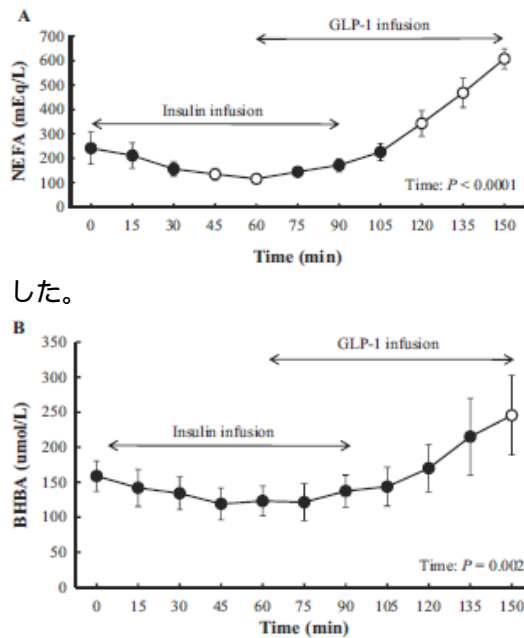 A
GLP-1 infusion
700
600
500
400
300
200
100
0
NEFA (mEq/L)
Insulin infusion
Time: P < 0.0001
0 15 30 45 60 75 90 105 120 135 150
Time (min)
した。
B
GLP-1 infusion
350
300
250
200
150
100
50
0
BHBA (umol/L)
Insulin infusion
Time: P = 0.002
0 15 30 45 60 75 90 105 120 135 150
Time (min)